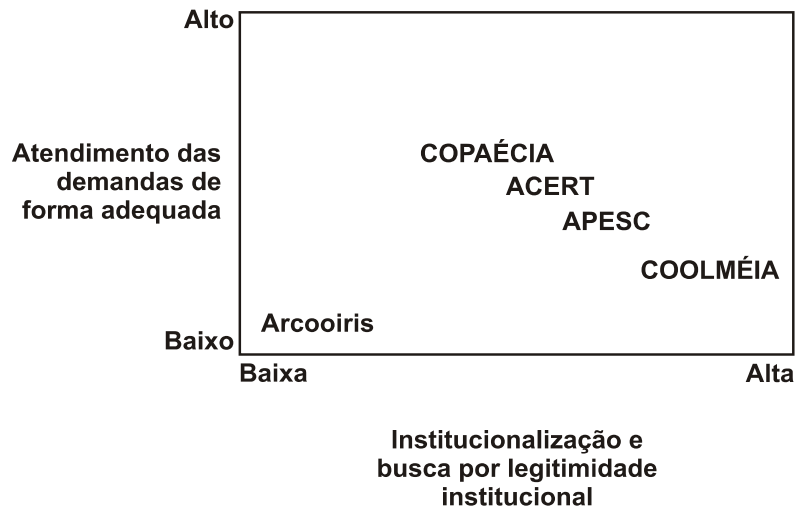 Alto
Atendimento das
demandas de
forma adequada
COPAÉCIA
ACERT
APESC
COOLMÉIA
Arcooiris
Baixo
Baixa
Alta
Institucionalização e
busca por legitimidade
institucional